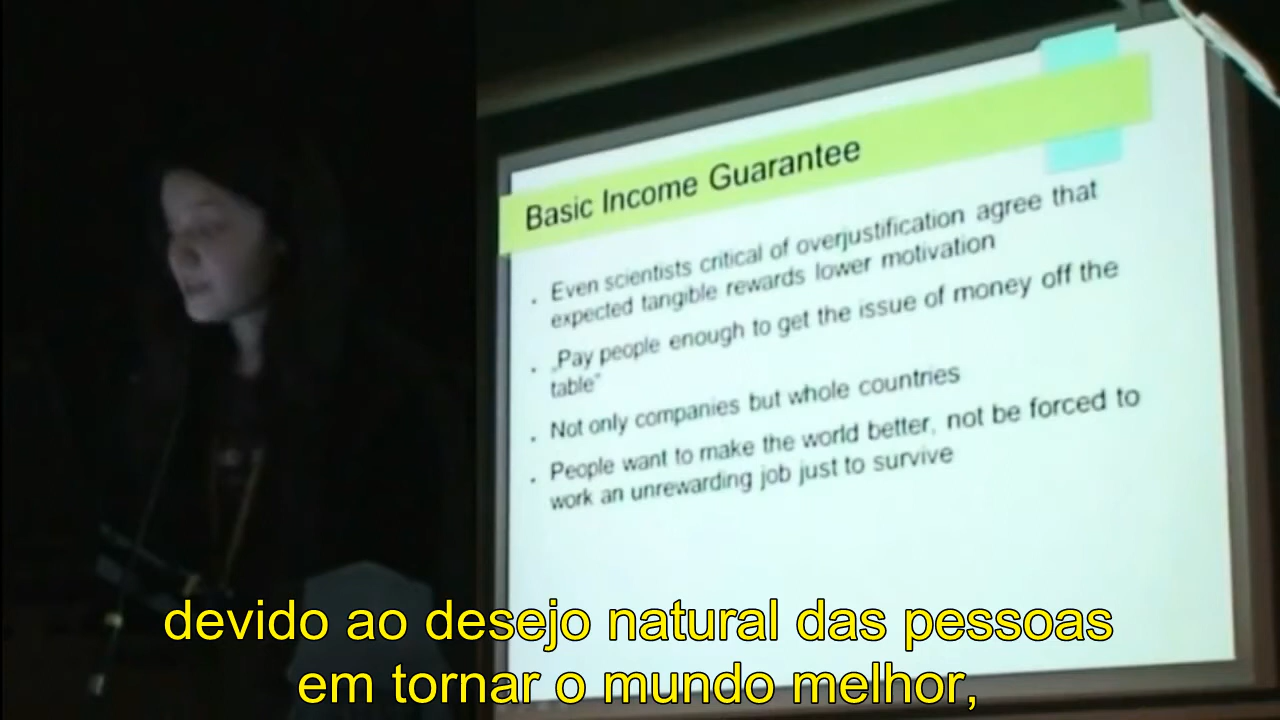 Basic Income Guarantee
• Even scientists critical of overjustification agree that
expected tangible rewards lower motivation
• „Pay people enough to get the issue of money off the
table“
• Not only companies but whole countries
• People want to make the world better, not be forced to
work an unrewarding job just to survive
devido ao desejo natural das pessoas
em tornar o mundo melhor,